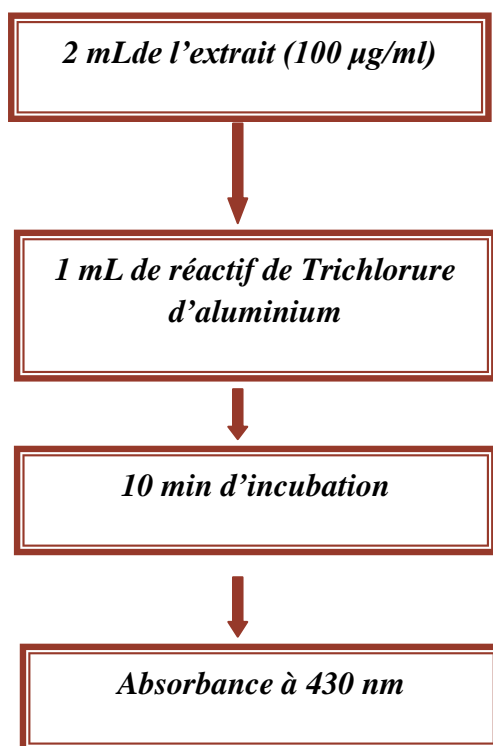 2 mLde l’extrait (100 µg/ml)
1 mL de réactif de Trichlorure
d’aluminium
10 min d’incubation
Absorbance à 430 nm